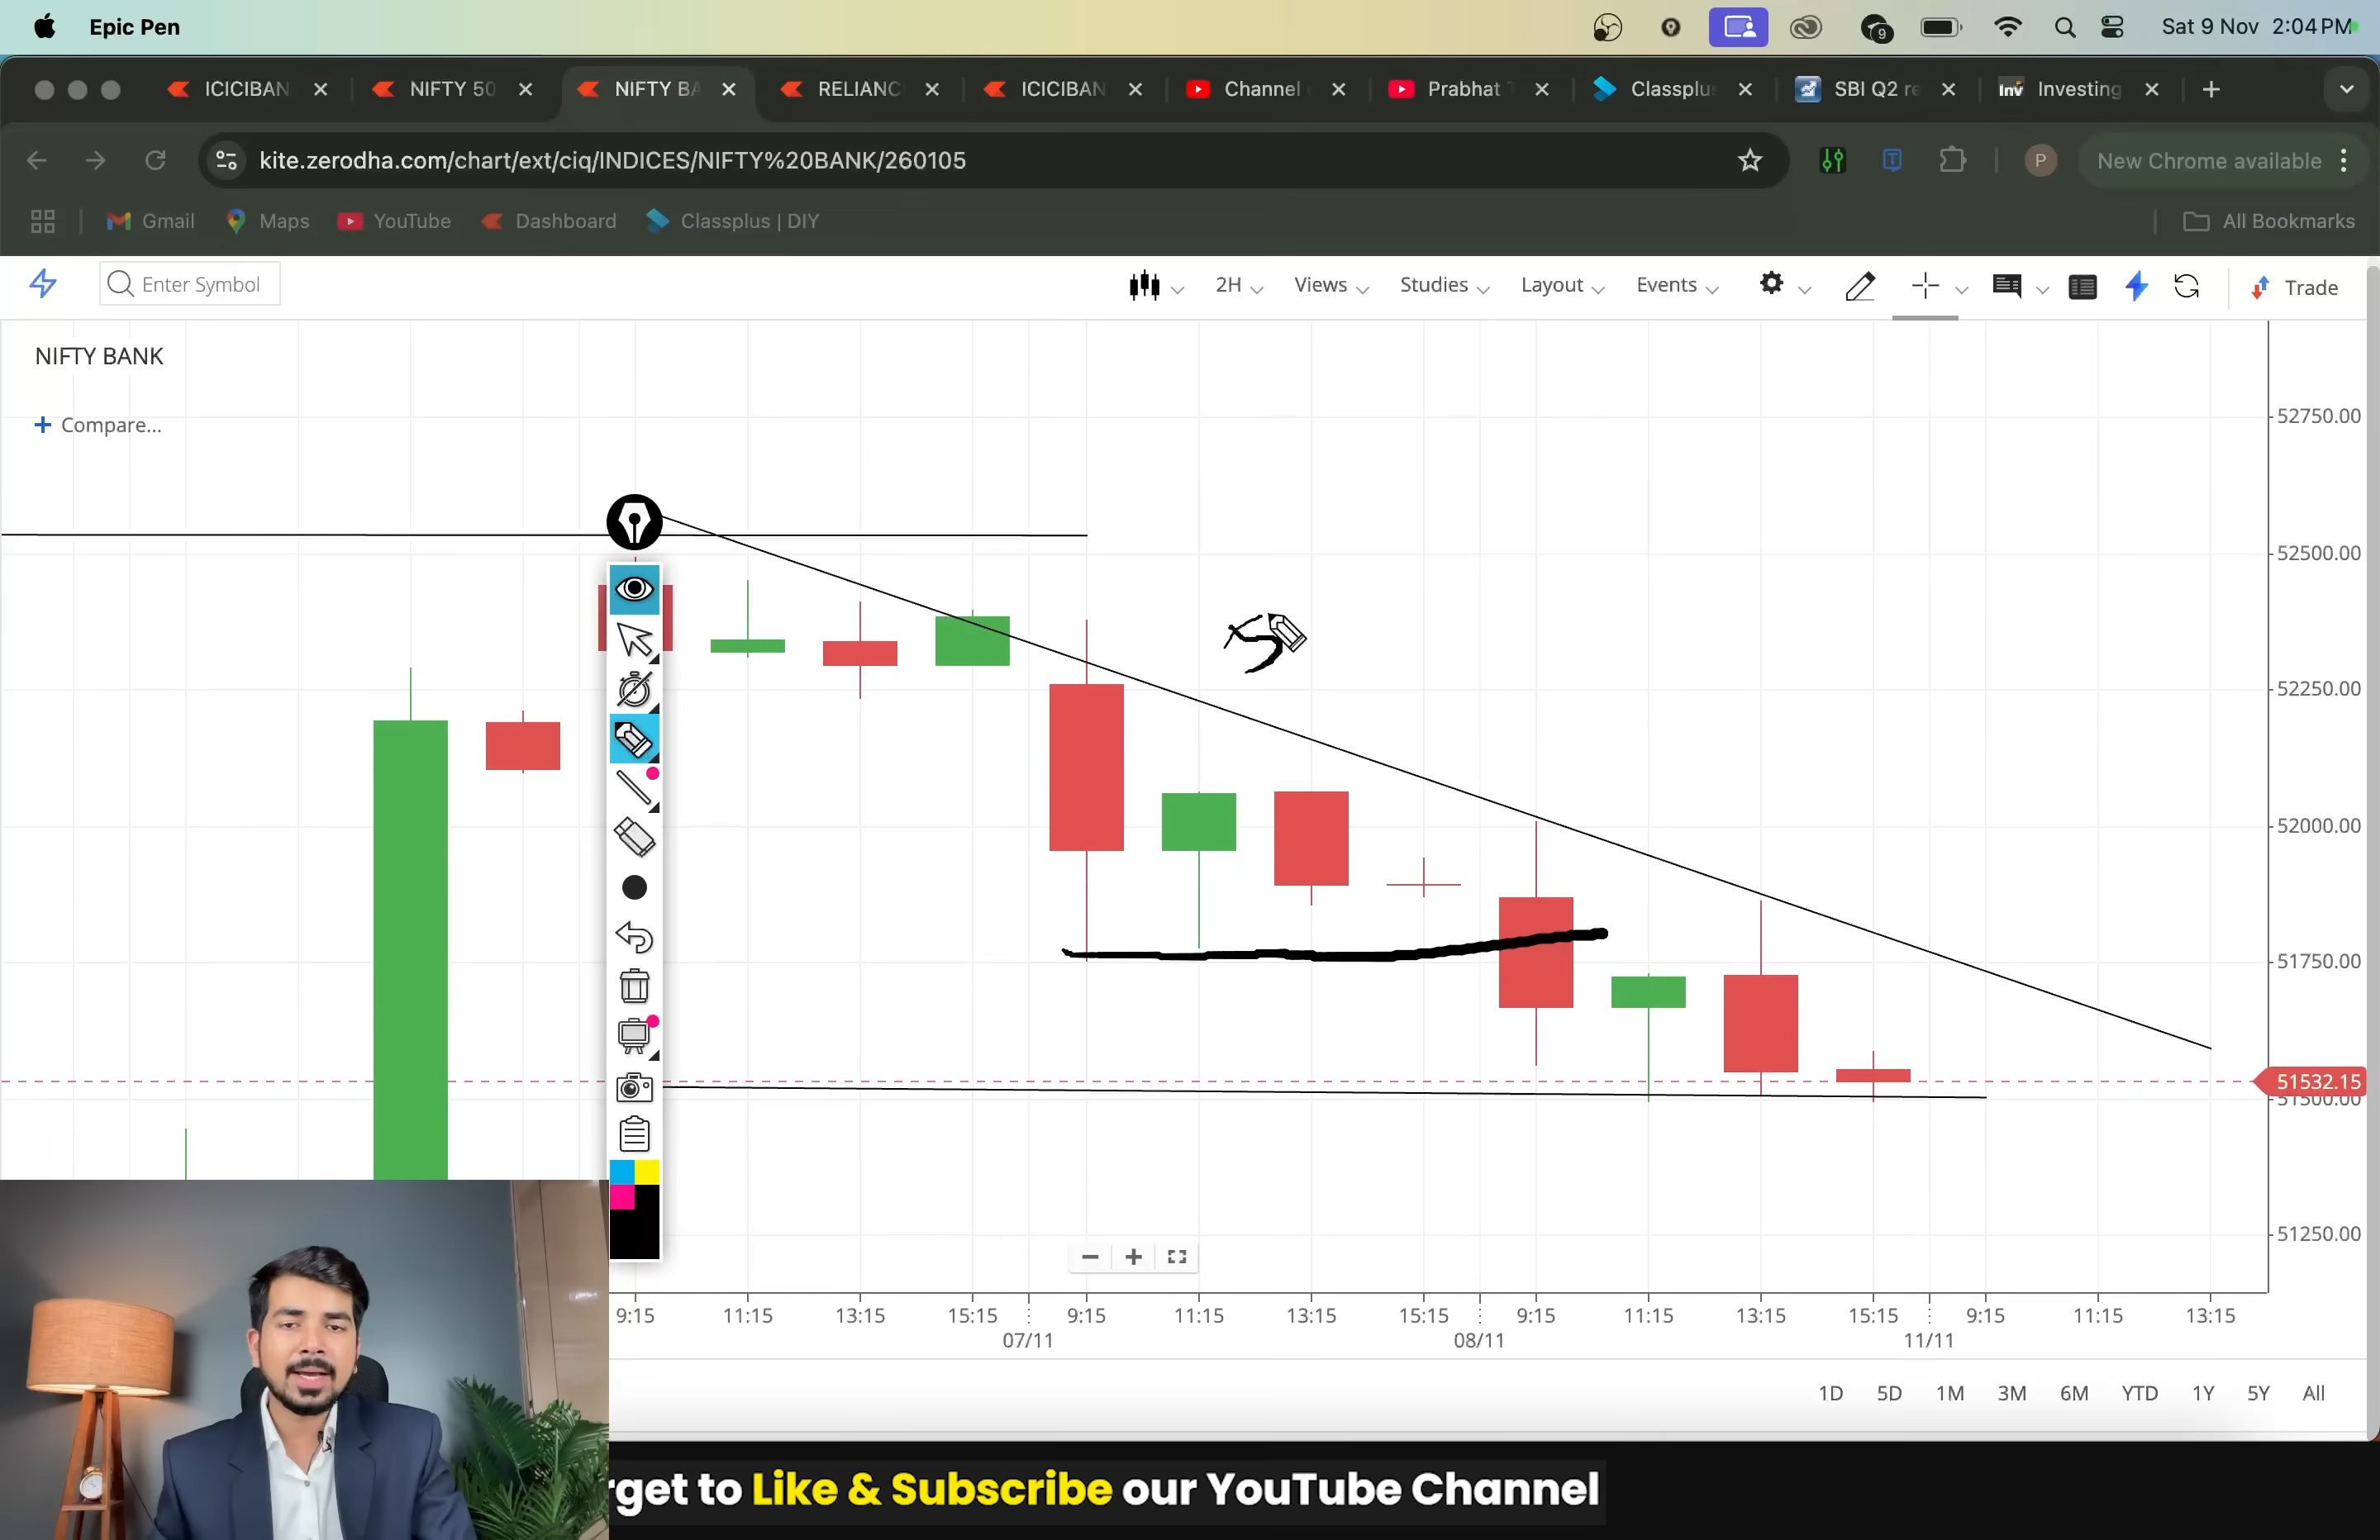 Epic Pen
9
Sat 9 Nov 2:04 PM
ICICIBAN
NIFTY 50
NIFTY BA
RELIANC
ICICIBAN
Channel
Prabhat
Classplus
SBI Q2 re
Inv Investing
kite.zerodha.com/chart/ext/ciq/INDICES/NIFTY%20BANK/260105
P
New Chrome available
Gmail
Maps
YouTube
Dashboard
Classplus | DIY
All Bookmarks
Enter Symbol
2H
Views
Studies
Layout
Events
Trade
NIFTY BANK
+ Compare...
52750.00
52500.00
52250.00
52000.00
51750.00
51532.15
51500.00
51250.00
5
9:15 11:15 13:15 15:15 9:15 11:15 13:15 15:15 9:15 11:15 13:15 15:15 9:15 11:15 13:15
07/11 08/11 11/11
1D 5D 1M 3M 6M YTD 1Y 5Y All
rget to Like & Subscribe our YouTube Channel